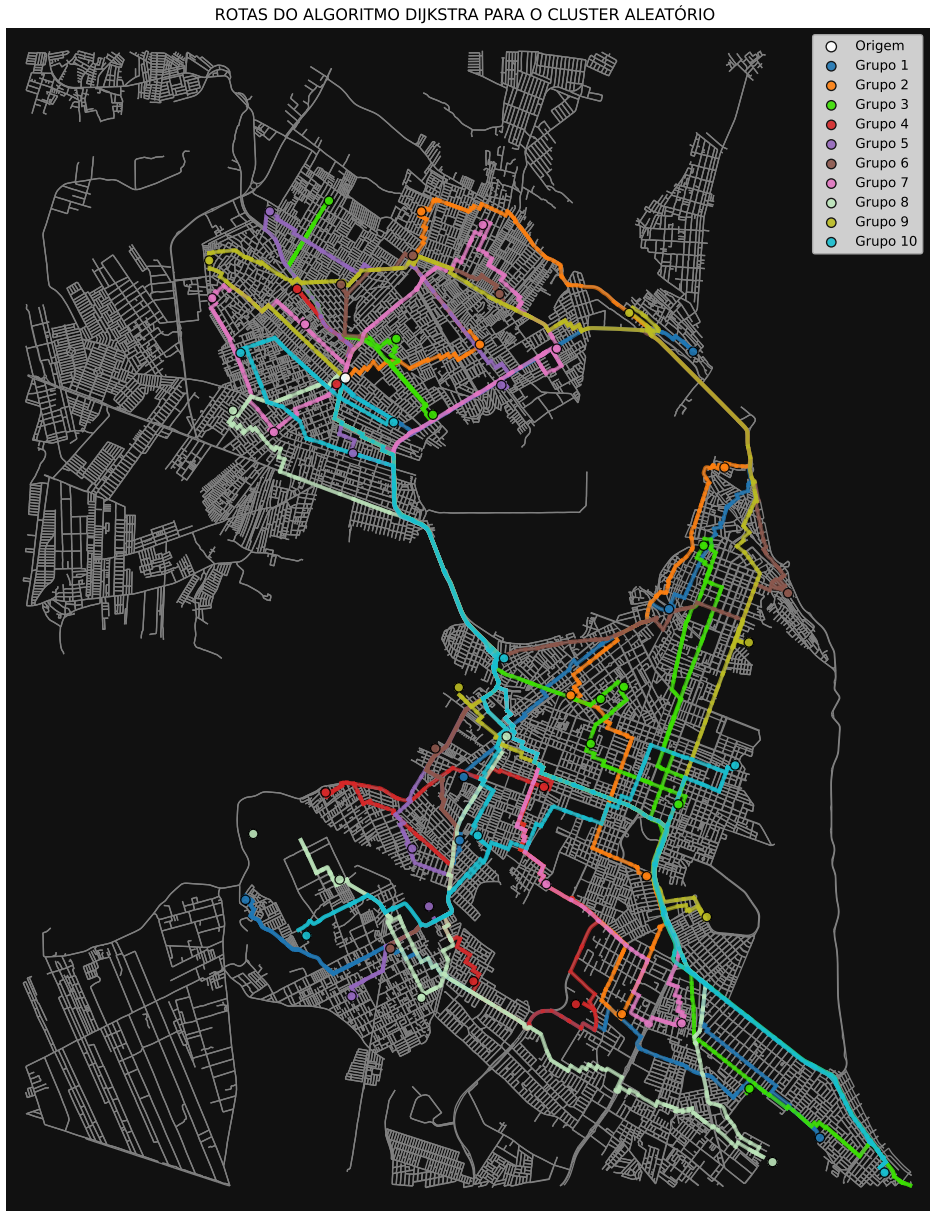 ROTAS DO ALGORITMO DIJKSTRA PARA O CLUSTER ALEATÓRIO
Origem
Grupo 1
Grupo 2
Grupo 3
Grupo 4
Grupo 5
Grupo 6
Grupo 7
Grupo 8
Grupo 9
Grupo 10